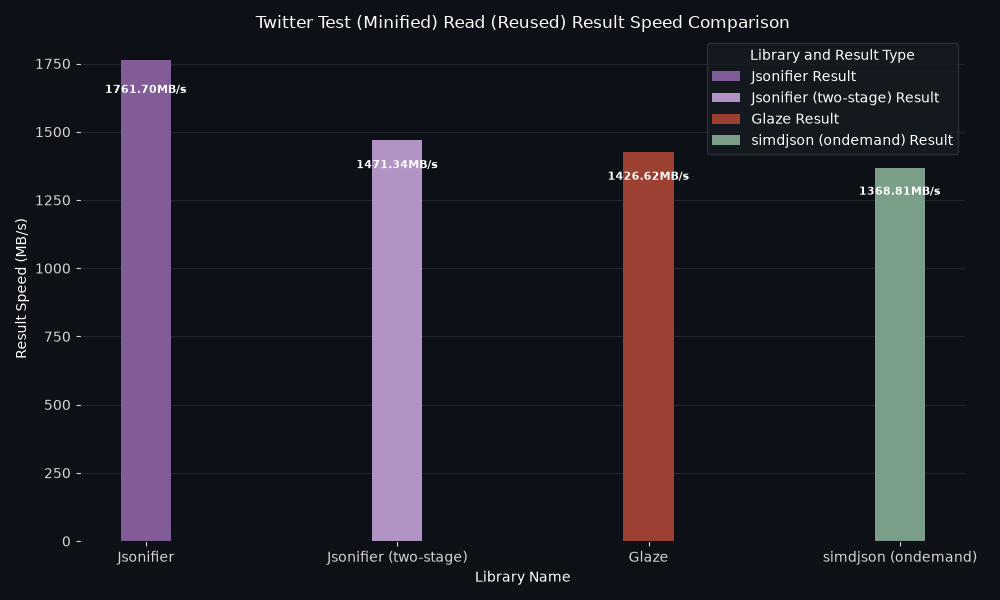 Twitter Test (Minified) Read (Reused) Result Speed Comparison
Library and Result Type
Jsonifier Result
Jsonifier (two-stage) Result
Glaze Result
simdjson (ondemand) Result
1761.70MB/s
1471.34MB/s
1426.62MB/s
1368.81MB/s
Result Speed (MB/s)
1750
1500
1250
1000
750
500
250
0
Jsonifier
Jsonifier (two-stage)
Glaze
simdjson (ondemand)
Library Name